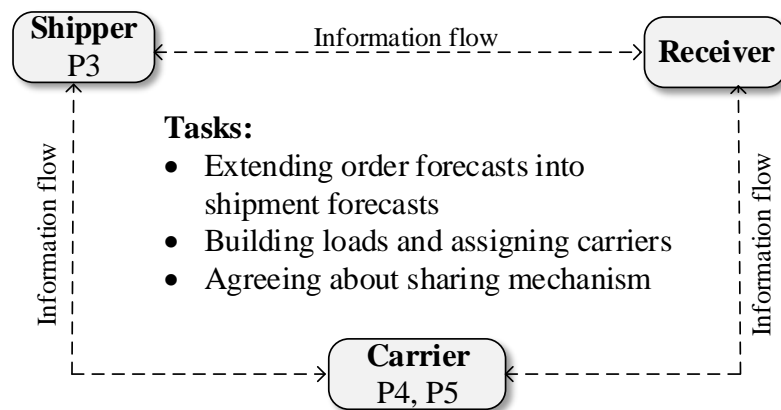 Shipper
P3
Information flow
Receiver
Tasks:
• Extending order forecasts into
shipment forecasts
• Building loads and assigning carriers
• Agreeing about sharing mechanism
Information flow
Information flow
Carrier
P4, P5